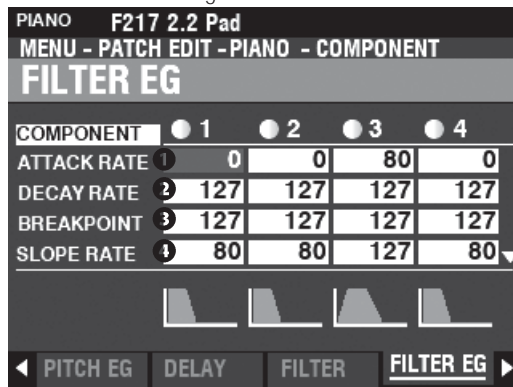 PIANO F217 2.2 Pad
MENU - PATCH EDIT - PIANO - COMPONENT
FILTER EG
COMPONENT 1 2 3 4
ATTACK RATE 1 0 0 80 0
DECAY RATE 2 127 127 127 127
BREAKPOINT 3 127 127 127 127
SLOPE RATE 4 80 80 127 80
PITCH EG DELAY FILTER FILTER EG